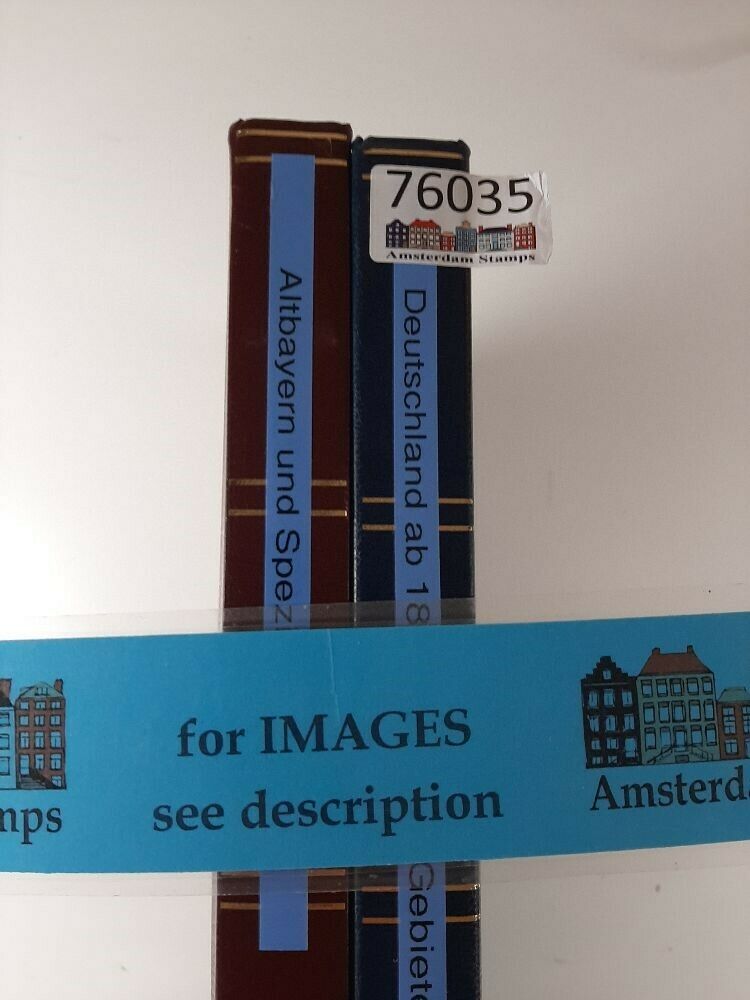 76035
Amsterdam Stamps
Altbayern und Spez
Deutschland ab 18
for IMAGES
see description
mps
Amsterda
Gebiete